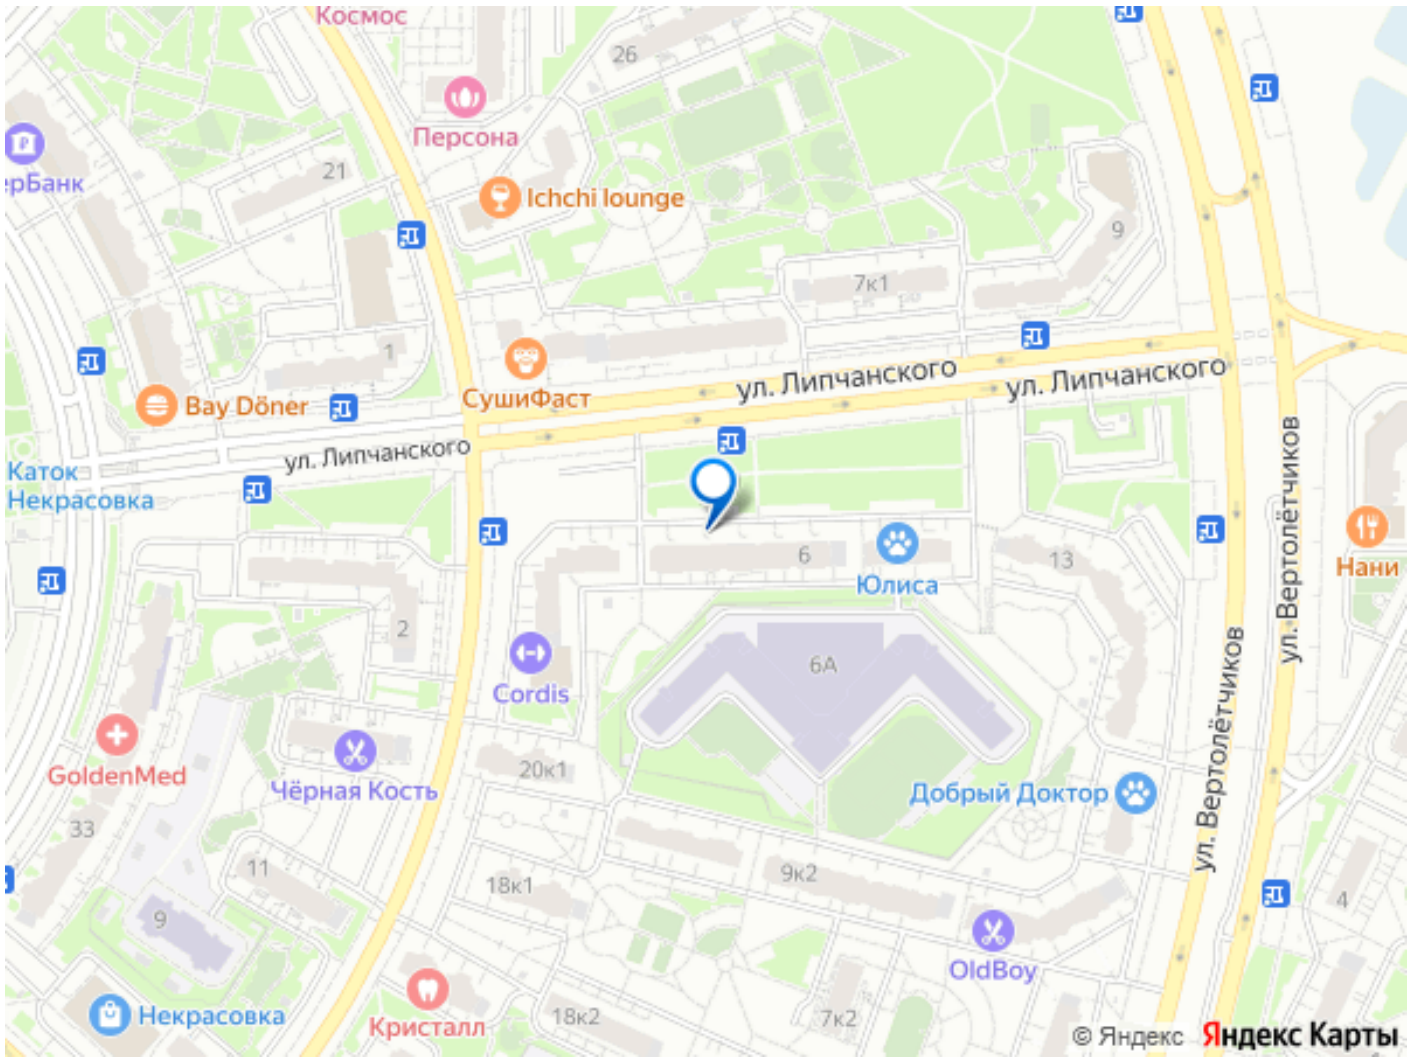 Космос
26
Персона
ерБанк
21
Ichchi lounge
9
7к1
1
СушиФаст
Bay Döner
ул. Липчанского
ул. Липчанского
ул. Липчанского
Каток
Некрасовка
ул. Вертолётчиков
6
Юлиса
13
Нани
2
6А
Cordis
ул. Вертолётчиков
GoldenMed
Чёрная Кость
20к1
Добрый Доктор
33
11
18к1
9к2
4
9
OldBoy
Некрасовка
Кристалл
18к2
7к2
© Яндекс Яндекс Карты